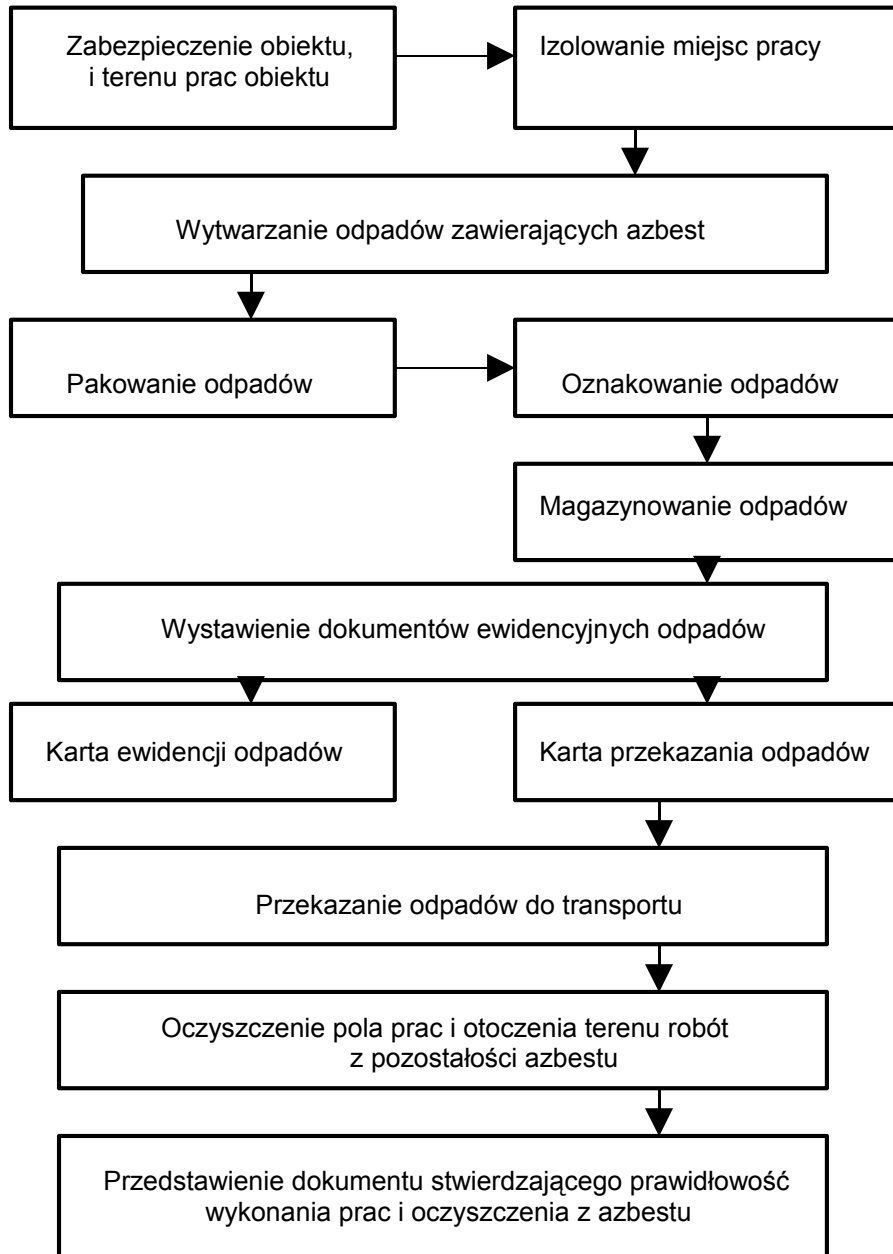 Zabezpieczenie obiektu,
i terenu prac obiektu
Izolowanie miejsc pracy
Wytwarzanie odpadów zawierających azbest
Pakowanie odpadów
Oznakowanie odpadów
Magazynowanie odpadów
Wystawienie dokumentów ewidencyjnych odpadów
Karta ewidencji odpadów
Karta przekazania odpadów
Przekazanie odpadów do transportu
Oczyszczenie pola prac i otoczenia terenu robót
z pozostałości azbestu
Przedstawienie dokumentu stwierdzającego prawidłowość
wykonania prac i oczyszczenia z azbestu